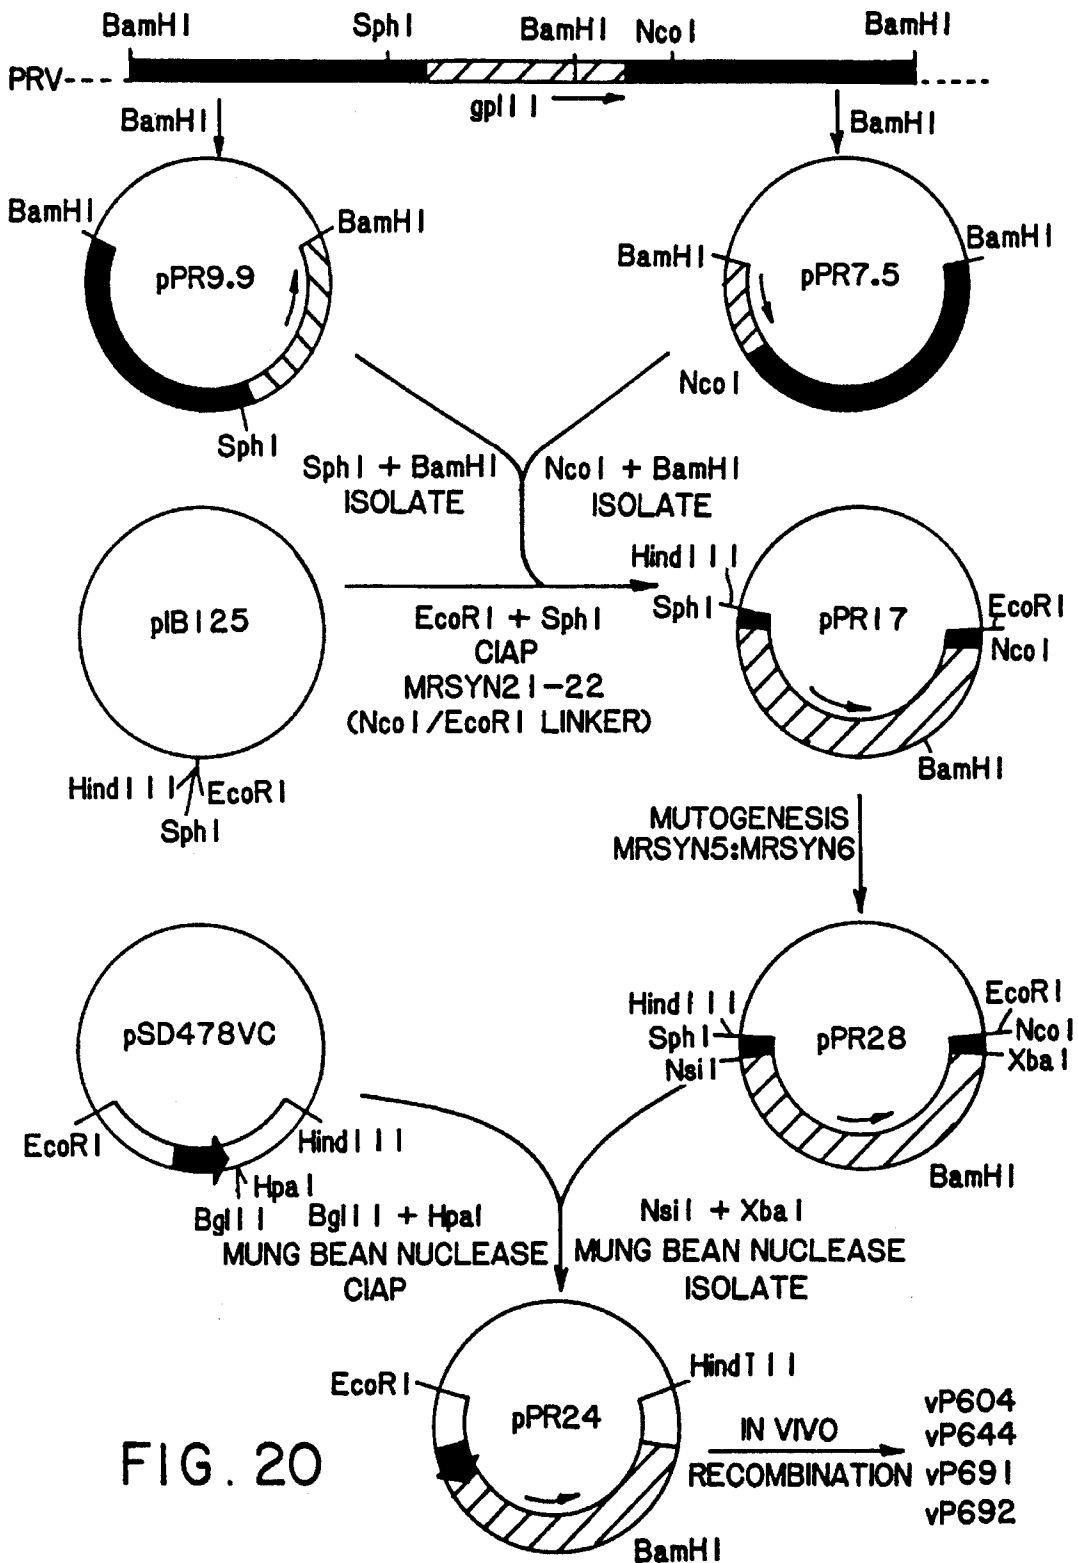 BamHI SphI BamHI NcoI BamHI
PRV
gpIII
BamHI BamHI
BamHI BamHI
pPR9.9
SphI
BamHI BamHI
pPR7.5
NcoI
SphI + BamHI
ISOLATE
NcoI + BamHI
ISOLATE
pIBI25
HindIII EcoRI
SphI
EcoRI + SphI
CIAP
MRSYN21-22
(NcoI/EcoRI LINKER)
HindIII
SphI
pPR17
EcoRI
NcoI
BamHI
MUTOGENESIS
MRSYN5:MRSYN6
pSD478VC
EcoRI HindIII
HpaI
BglII
HindIII
SphI
NsiI
pPR28
EcoRI
NcoI
XbaI
BamHI
BglII + HpaI
MUNG BEAN NUCLEASE
CIAP
NsiI + XbaI
MUNG BEAN NUCLEASE
ISOLATE
EcoRI HindIII
pPR24
BamHI
IN VIVO
RECOMBINATION
vP604
vP644
vP691
vP692
FIG. 20